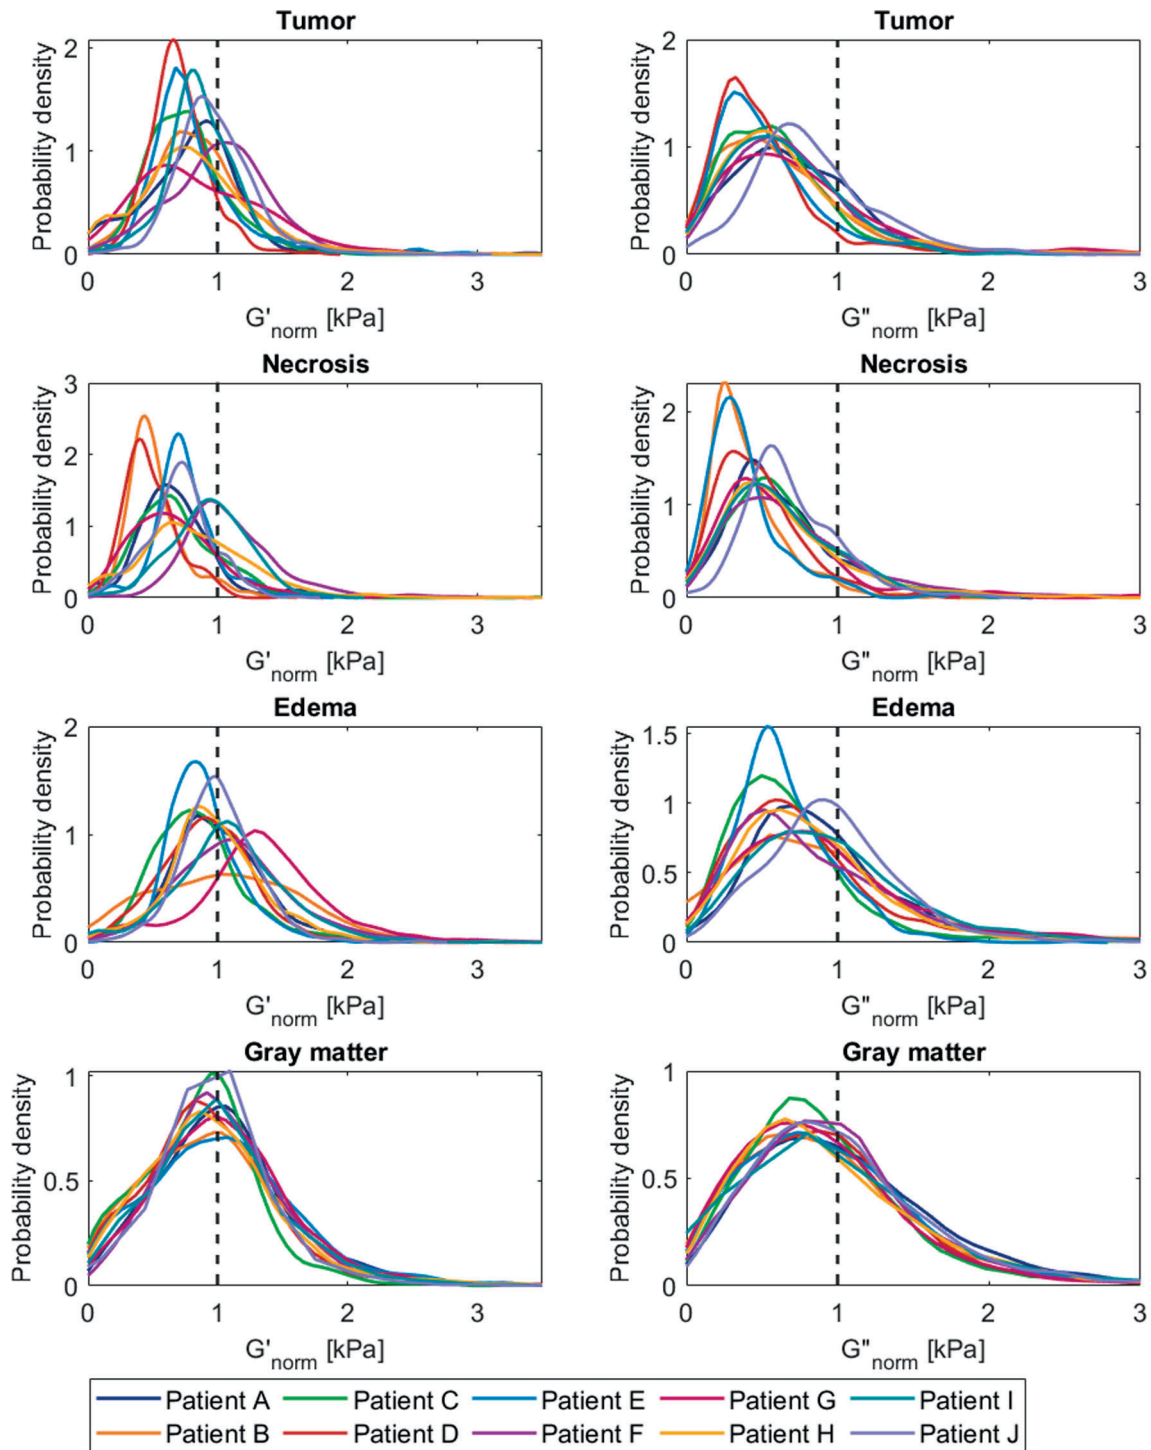 Tumor
Probability density
2
1
0
0 1 2 3
G'norm [kPa]
Tumor
Probability density
2
1
0
0 1 2 3
G"norm [kPa]
Necrosis
Probability density
3
2
1
0
0 1 2 3
G'norm [kPa]
Necrosis
Probability density
2
1
0
0 1 2 3
G"norm [kPa]
Edema
Probability density
2
1
0
0 1 2 3
G'norm [kPa]
Edema
Probability density
1.5
1
0.5
0
0 1 2 3
G"norm [kPa]
Gray matter
Probability density
1
0.5
0
0 1 2 3
G'norm [kPa]
Gray matter
Probability density
1
0.5
0
0 1 2 3
G"norm [kPa]
Patient A Patient C Patient E Patient G Patient I
Patient B Patient D Patient F Patient H Patient J